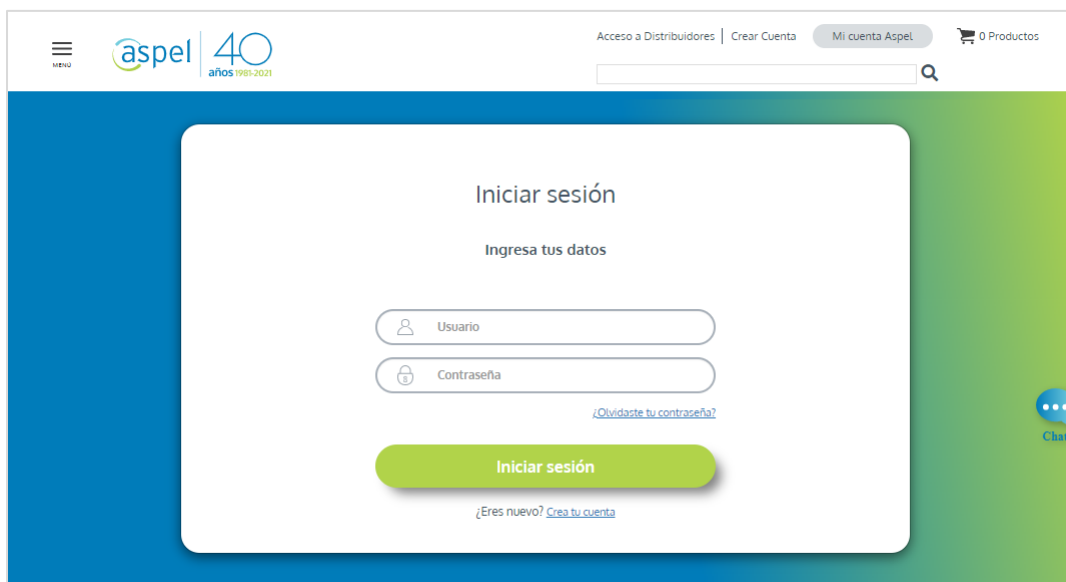 MENÚ
aspel
40
años 1981-2021
Acceso a Distribuidores | Crear Cuenta
Mi cuenta Aspel
0 Productos
Iniciar sesión
Ingresa tus datos
Usuario
Contraseña
¿Olvidaste tu contraseña?
Iniciar sesión
¿Eres nuevo? Crea tu cuenta
Chat